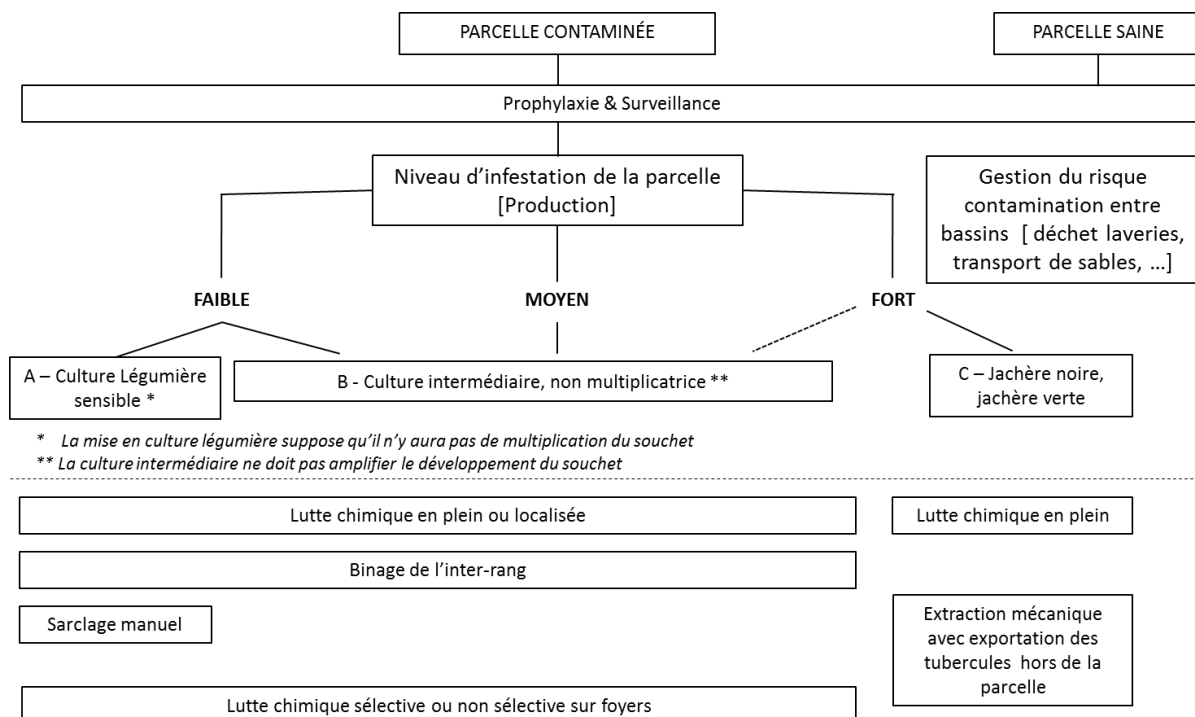 PARCELLE CONTAMINÉE
PARCELLE SAINE
Prophylaxie & Surveillance
Niveau d'infestation de la parcelle
[Production]
Gestion du risque
contamination entre
bassins [ déchet laveries,
transport de sables, ...]
FAIBLE
MOYEN
FORT
A – Culture Légumière
sensible *
B - Culture intermédiaire, non multiplicatrice **
C – Jachère noire,
jachère verte
* La mise en culture légumière suppose qu'il n'y aura pas de multiplication du souchet
** La culture intermédiaire ne doit pas amplifier le développement du souchet
Lutte chimique en plein ou localisée
Lutte chimique en plein
Binage de l'inter-rang
Sarclage manuel
Extraction mécanique
avec exportation des
tubercules hors de la
parcelle
Lutte chimique sélective ou non sélective sur foyers